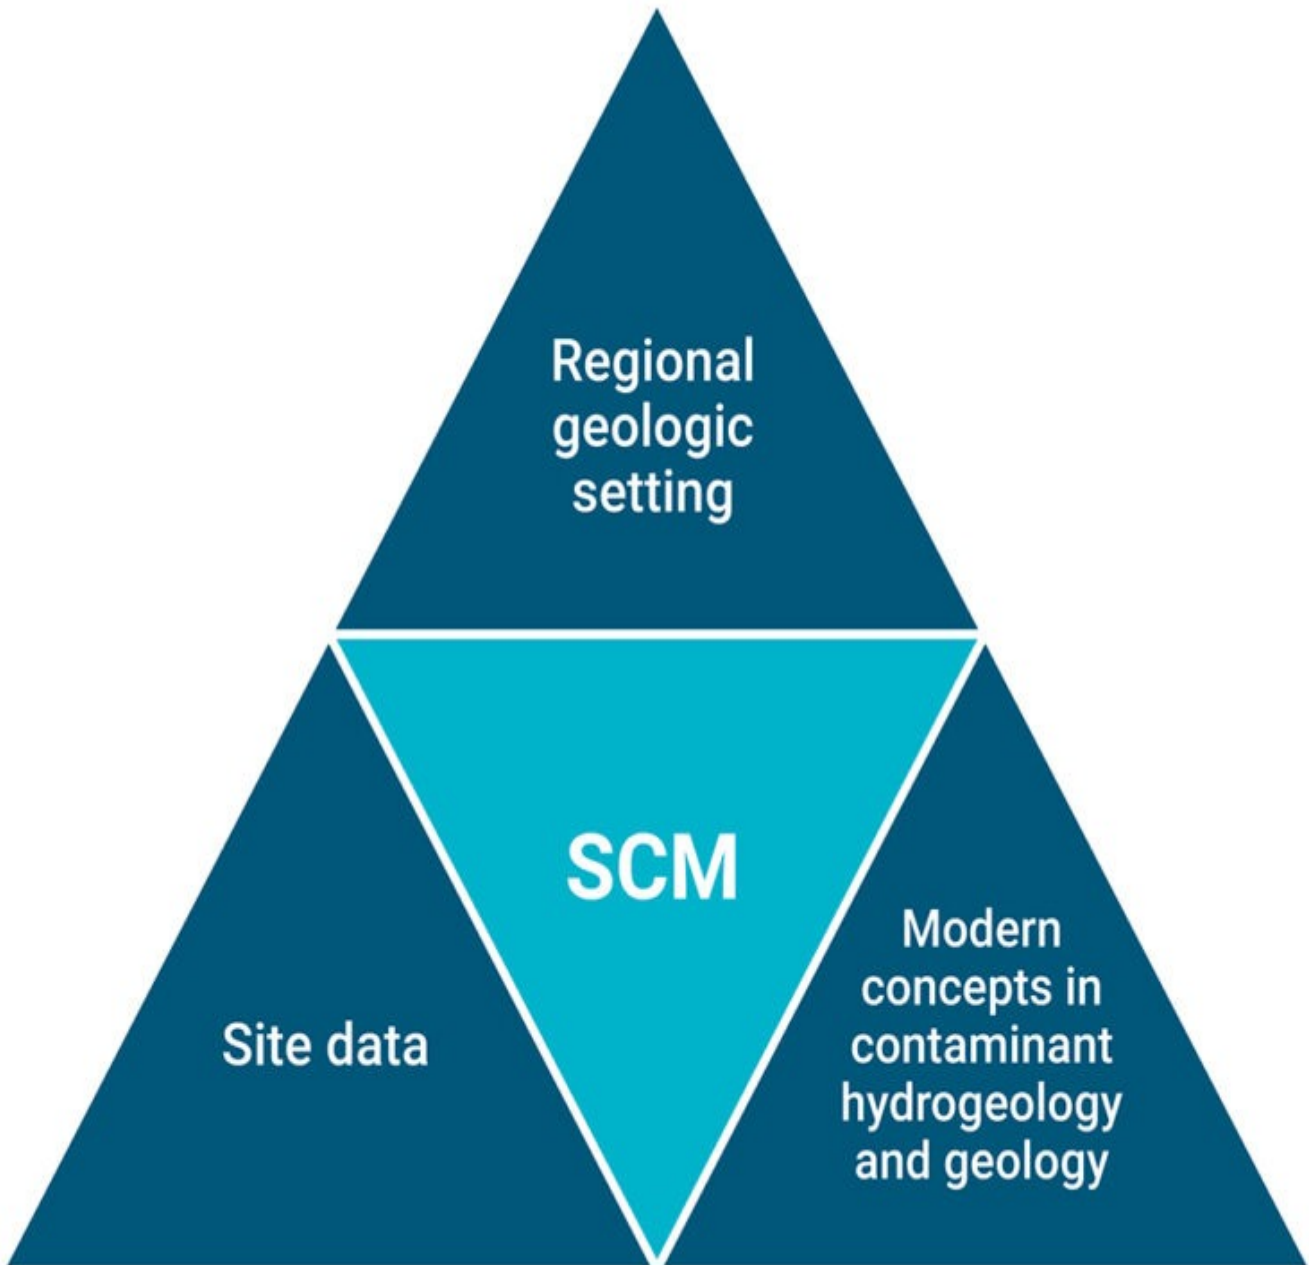 Regional
geologic
setting
SCM
Site data
Modern
concepts in
contaminant
hydrogeology
and geology